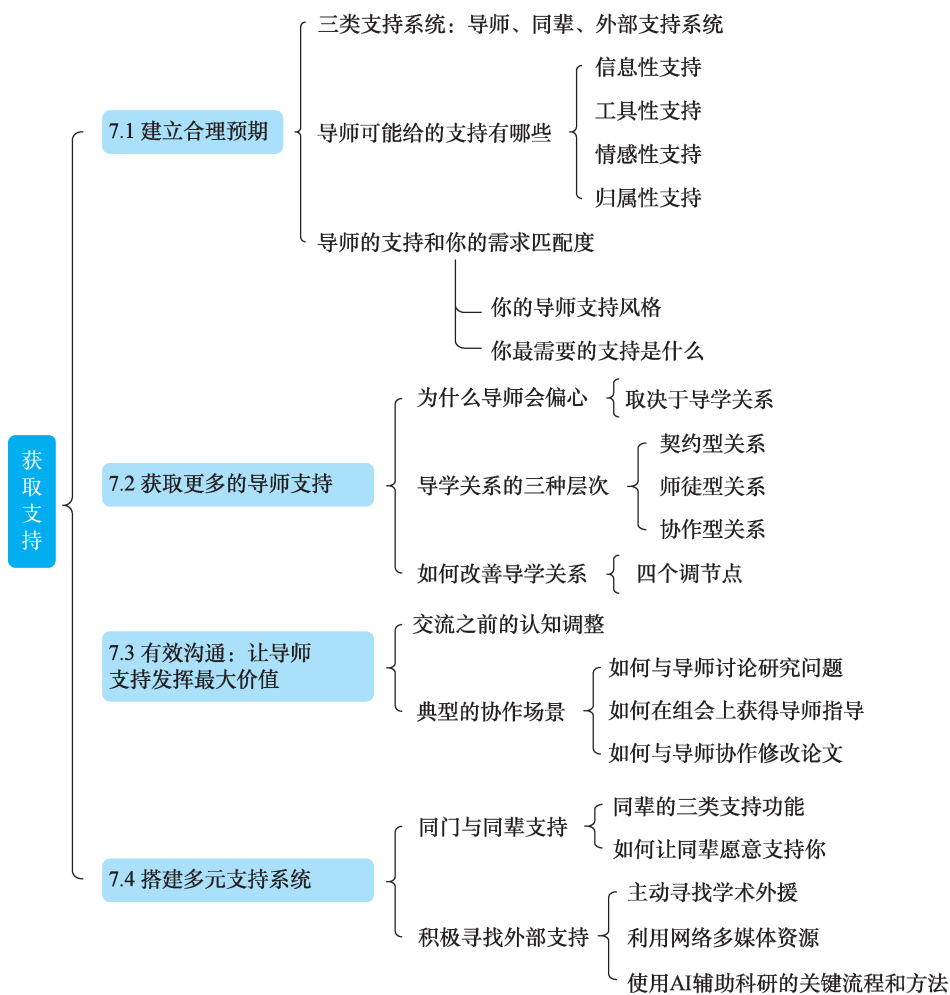 获取支持
7.1 建立合理预期
三类支持系统：导师、同辈、外部支持系统
导师可能给的支持有哪些
信息性支持
工具性支持
情感性支持
归属性支持
导师的支持和你的需求匹配度
你的导师支持风格
你最需要的支持是什么
7.2 获取更多的导师支持
为什么导师会偏心
取决于导学关系
导学关系的三种层次
契约型关系
师徒型关系
协作型关系
如何改善导学关系
四个调节点
7.3 有效沟通：让导师
支持发挥最大价值
交流之前的认知调整
典型的协作场景
如何与导师讨论研究问题
如何在组会上获得导师指导
如何与导师协作修改论文
7.4 搭建多元支持系统
同门与同辈支持
同辈的三类支持功能
如何让同辈愿意支持你
积极寻找外部支持
主动寻找学术外援
利用网络多媒体资源
使用AI辅助科研的关键流程和方法